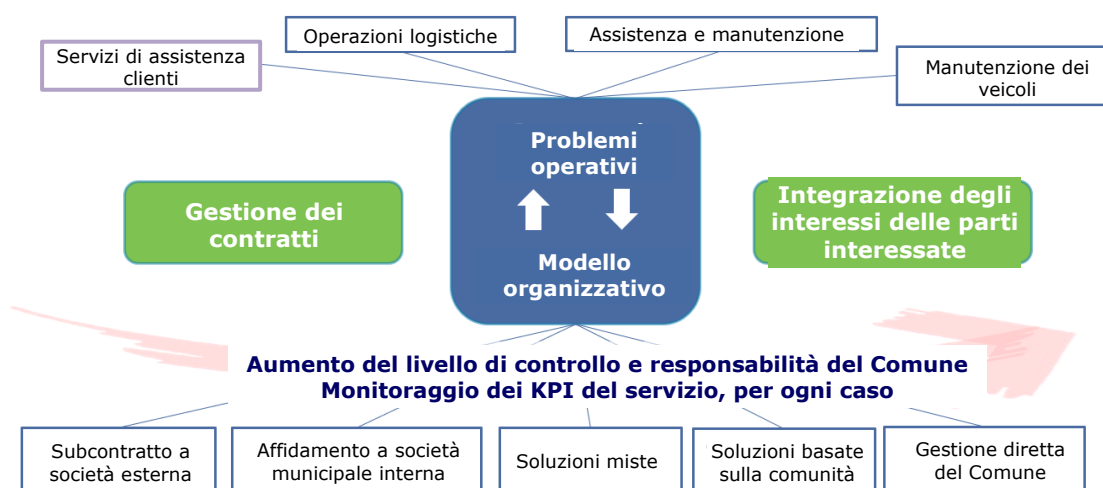 Operazioni logistiche
Assistenza e manutenzione
Servizi di assistenza
clienti
Manutenzione dei
veicoli
Problemi
operativi
Gestione dei
contratti
Integrazione degli
interessi delle parti
interessate
Modello
organizzativo
Aumento del livello di controllo e responsabilità del Comune
Monitoraggio dei KPI del servizio, per ogni caso
Subcontratto a
società esterna
Affidamento a società
municipale interna
Soluzioni miste
Soluzioni basate
sulla comunità
Gestione diretta
del Comune